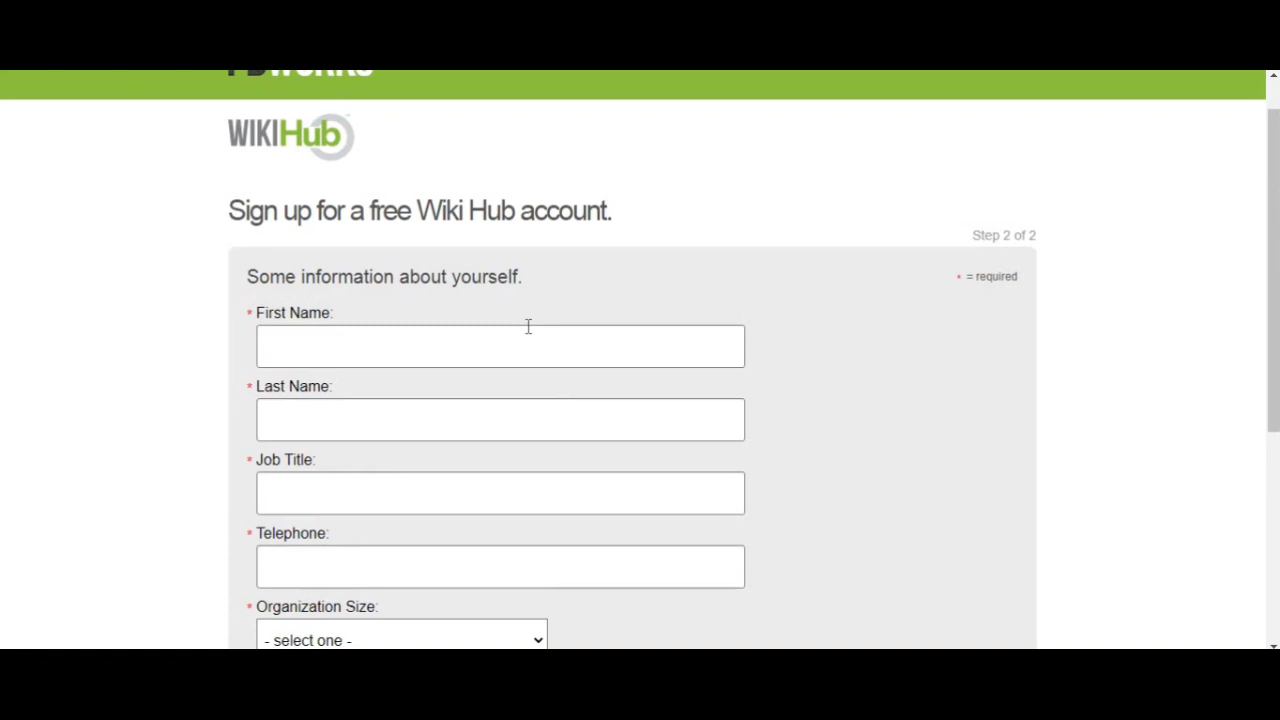 WIKIHub
Sign up for a free Wiki Hub account.
Step 2 of 2
Some information about yourself.
* = required
* First Name:
* Last Name:
* Job Title:
* Telephone:
* Organization Size:
- select one -